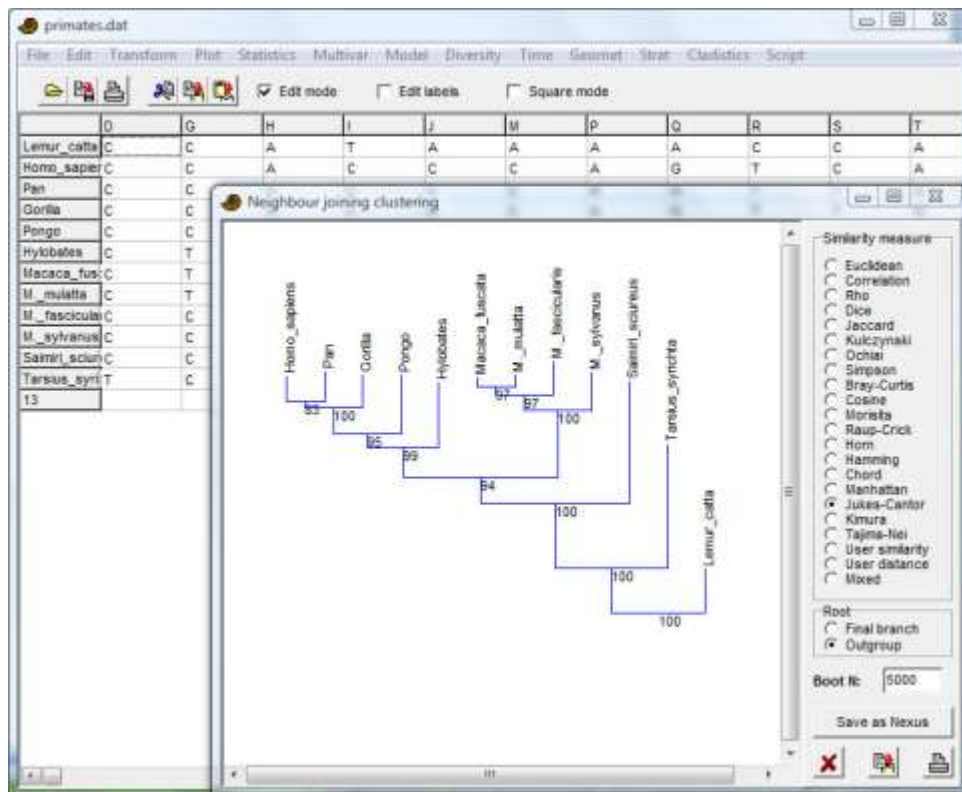 primates.dat
File Edit Transform Plot Statistics Multivar Model Diversity Time Geomet Strat Cladistics Script
Edit mode Edit labels Square mode
D G H I J M P Q R S T
Lemur_catta C C A T A A A A C C A
Homo_sapien C C A C C C A G T C A
Pan C C
Gorilla C C
Pongo C C
Hylobates C T
Macaca_fus C T
M._mulatta C T
M._fascicula C C
M._sylvanus C C
Saimiri_sciur C C
Tarsius_syri T C
13
Neighbour joining clustering
Homo_sapiens
Pan
Gorilla
Pongo
Hylobates
Macaca_fuscata
M._mulatta
M._fascicularis
M._sylvanus
Saimiri_sciureus
Tarsius_syrichta
Lemur_catta
97
97
100
100
95
99
94
100
100
100
Similarity measure
Euclidean
Correlation
Rho
Dice
Jaccard
Kulczynski
Ochiai
Simpson
Bray-Curtis
Cosine
Morisita
Raup-Crick
Horn
Hamming
Chord
Manhattan
Jukes-Cantor
Kimura
Tajima-Nei
User similarity
User distance
Mixed
Root
Final branch
Outgroup
Boot N: 5000
Save as Nexus